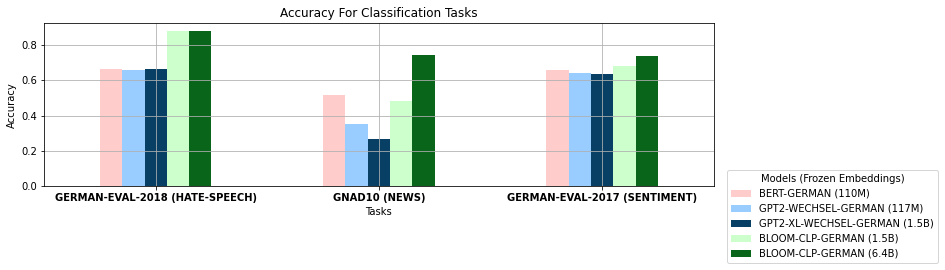 Accuracy For Classification Tasks
Accuracy
0.8
0.6
0.4
0.2
0.0
GERMAN-EVAL-2018 (HATE-SPEECH)
GNAD10 (NEWS)
GERMAN-EVAL-2017 (SENTIMENT)
Tasks
Models (Frozen Embeddings)
BERT-GERMAN (110M)
GPT2-WECHSEL-GERMAN (117M)
GPT2-XL-WECHSEL-GERMAN (1.5B)
BLOOM-CLP-GERMAN (1.5B)
BLOOM-CLP-GERMAN (6.4B)